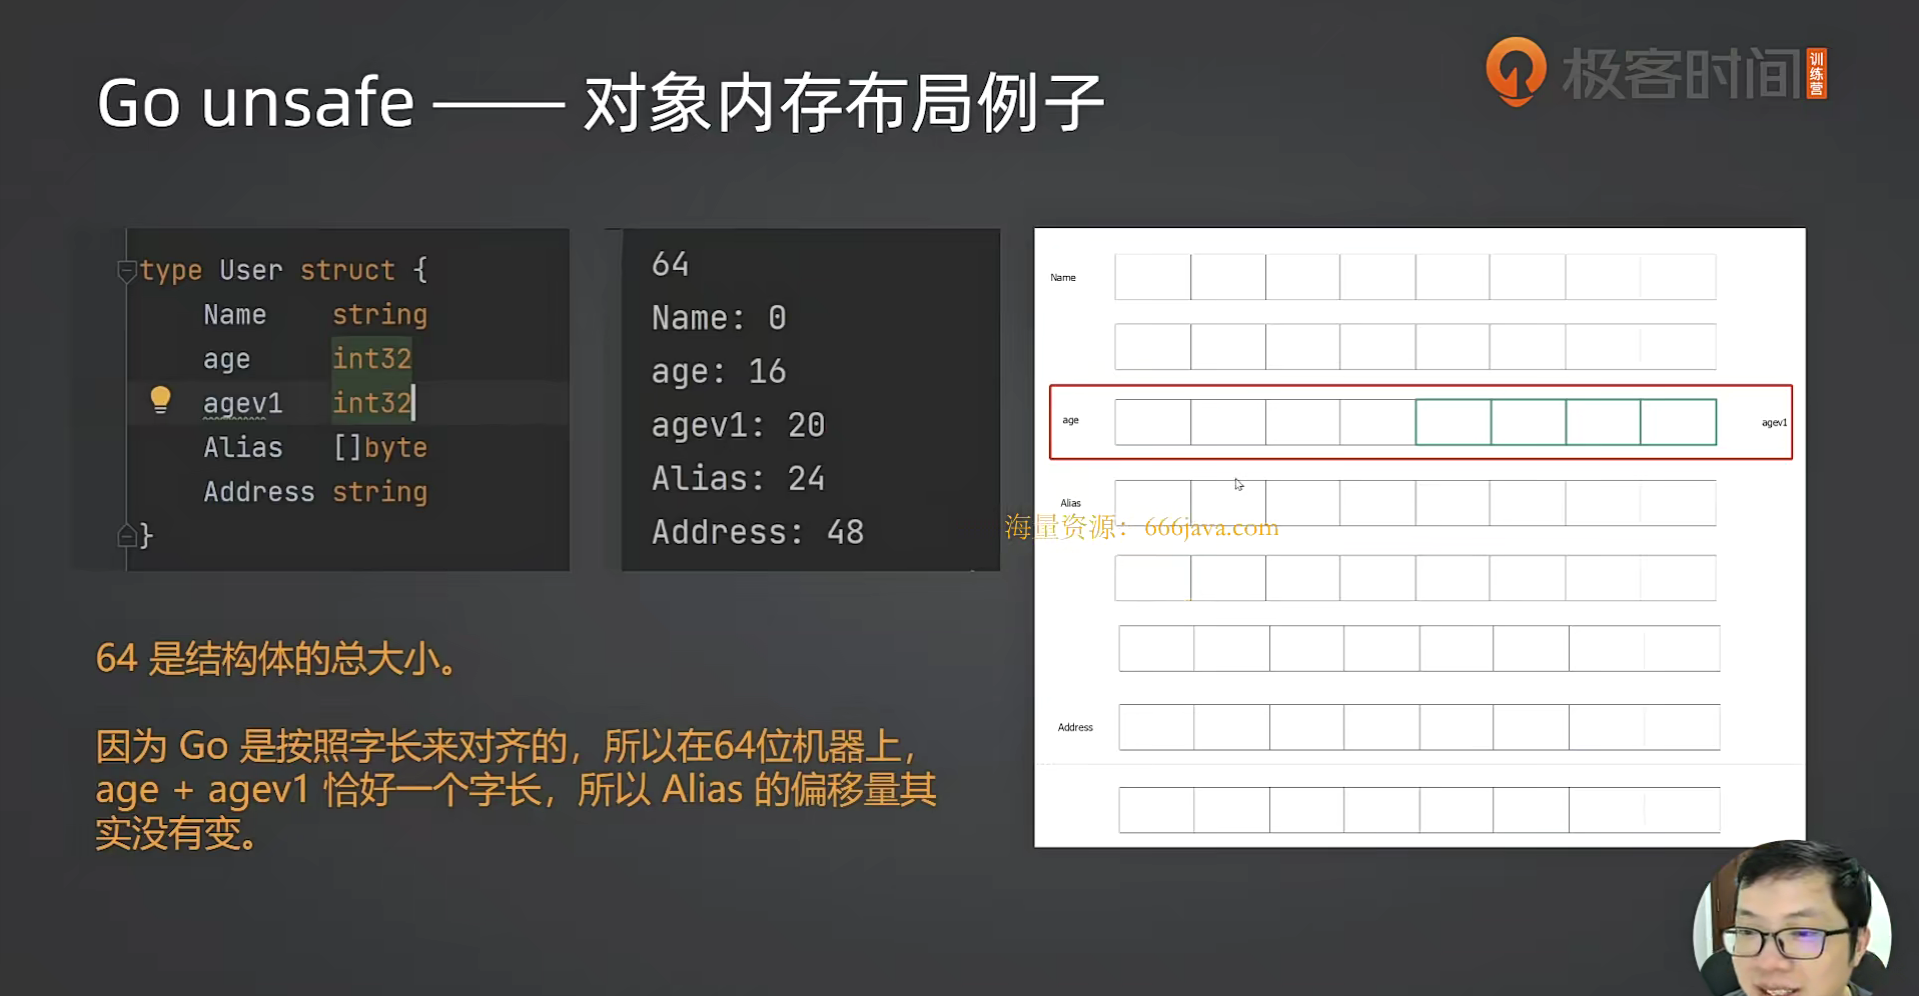 Go unsafe —— 对象内存布局例子
极客时间
训练营
type User struct {
Name string
age int32
agev1 int32
Alias []byte
Address string
}
64
Name: 0
age: 16
agev1: 20
Alias: 24
Address: 48
Name
age
agev1
Alias
Address
海量资源：666java.com
64 是结构体的总大小。
因为 Go 是按照字长来对齐的，所以在64位机器上，
age + agev1 恰好一个字长，所以 Alias 的偏移量其
实没有变。